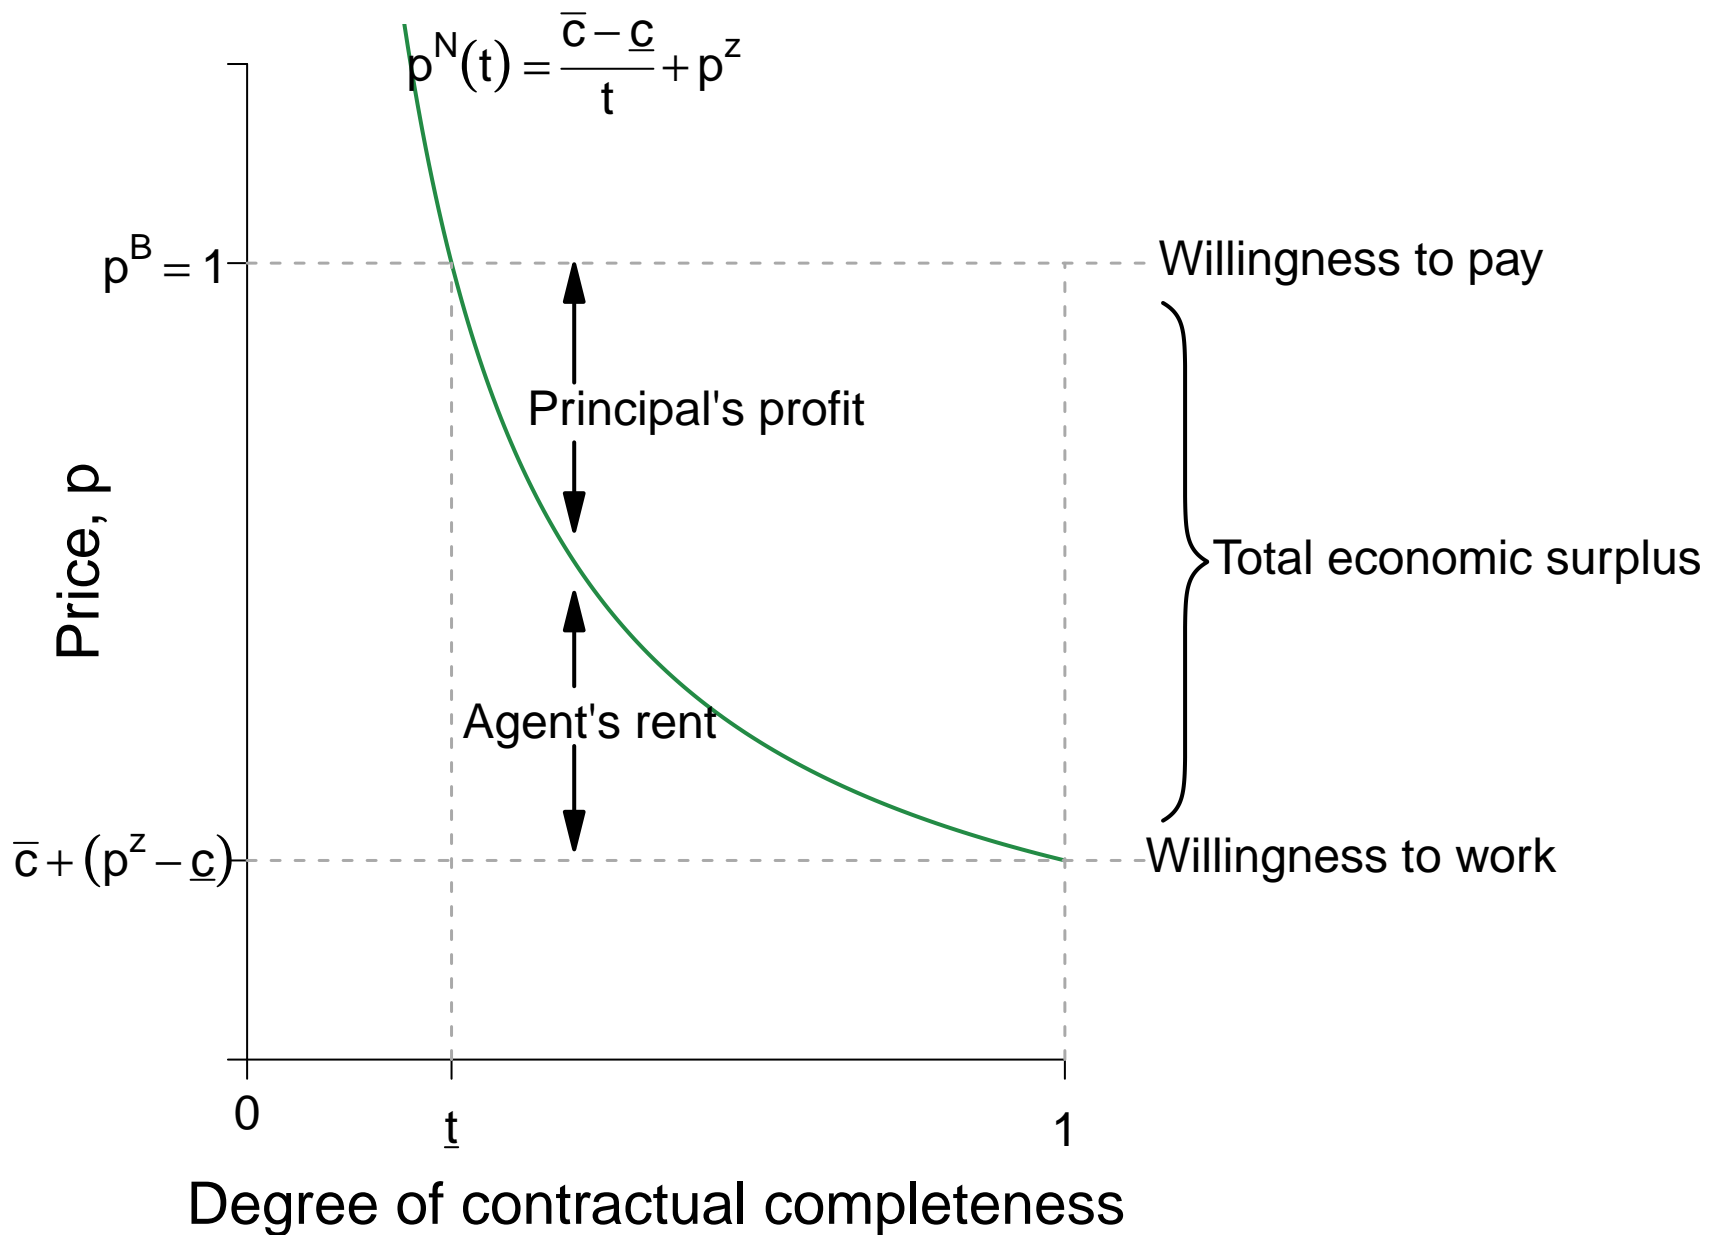 p^N(t) = (c̅ − c̲)/t + p^z
p^B = 1
Willingness to pay
Principal's profit
Price, p
Total economic surplus
Agent's rent
c̅ + (p^z − c̲)
Willingness to work
0
t̲
1
Degree of contractual completeness